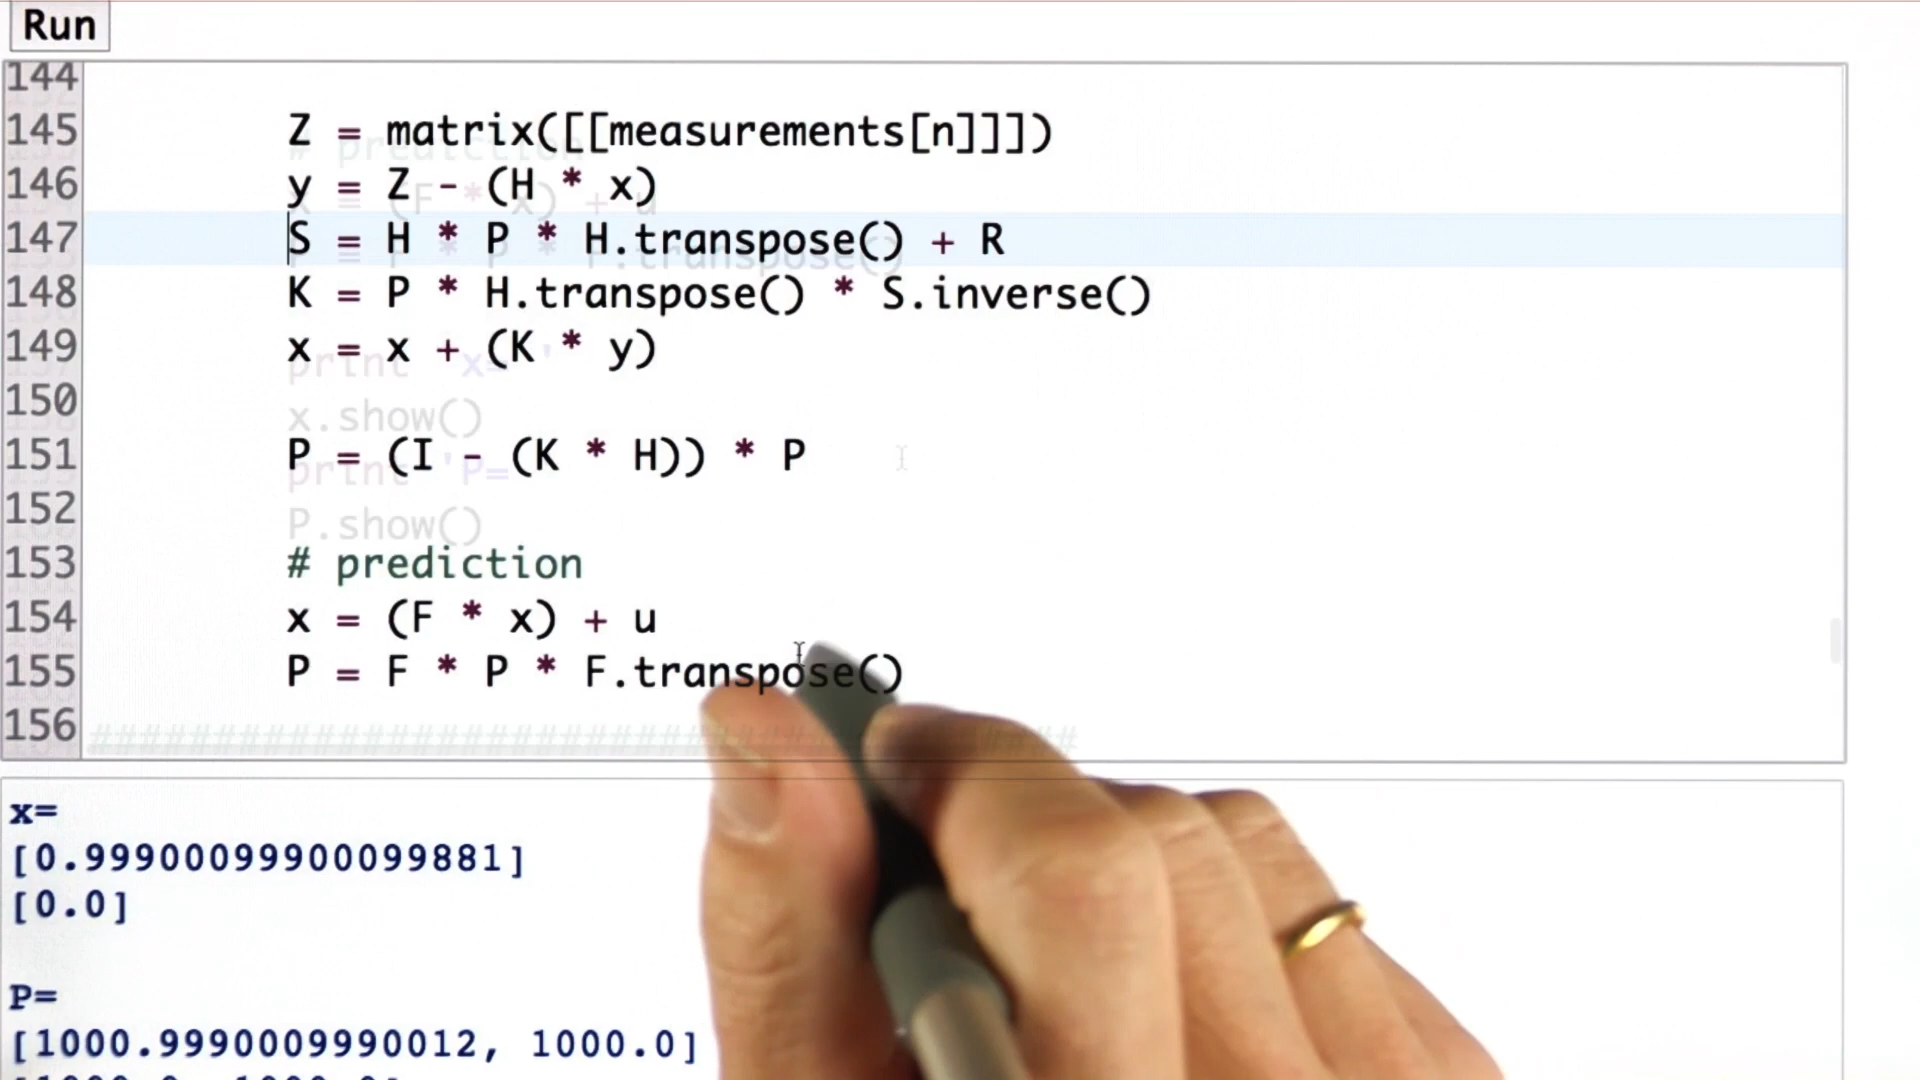 Run
144
145 Z = matrix([[measurements[n]]])
146 y = Z - (H * x)
147 S = H * P * H.transpose() + R
148 K = P * H.transpose() * S.inverse()
149 x = x + (K * y)
150
151 P = (I - (K * H)) * P
152
153 # prediction
154 x = (F * x) + u
155 P = F * P * F.transpose()
156
x=
[0.99900099900099881]
[0.0]
P=
[1000.9990009990012, 1000.0]